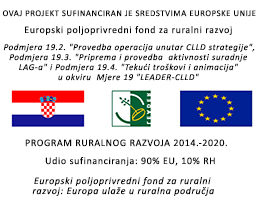 OVAJ PROJEKT SUFINANCIRAN JE SREDSTVIMA EUROPSKE UNIJE
Europski poljoprivredni fond za ruralni razvoj
Podmjera 19.2. "Provedba operacija unutar CLLD strategije",
Podmjera 19.3. "Priprema i provedba aktivnosti suradnje
LAG-a" i Podmjera 19.4. "Tekući troškovi i animacija"
u okviru Mjere 19 "LEADER-CLLD"
PROGRAM RURALNOG RAZVOJA 2014.-2020.
Udio sufinanciranja: 90% EU, 10% RH
Europski poljoprivredni fond za ruralni
razvoj: Europa ulaže u ruralna područja